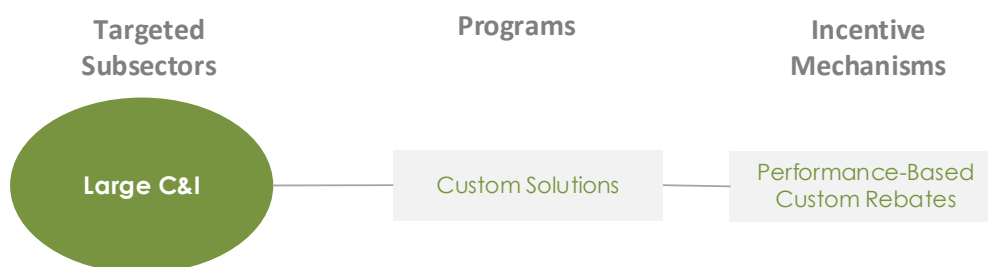 Targeted
Subsectors
Programs
Incentive
Mechanisms
Large C&I
Custom Solutions
Performance-Based
Custom Rebates